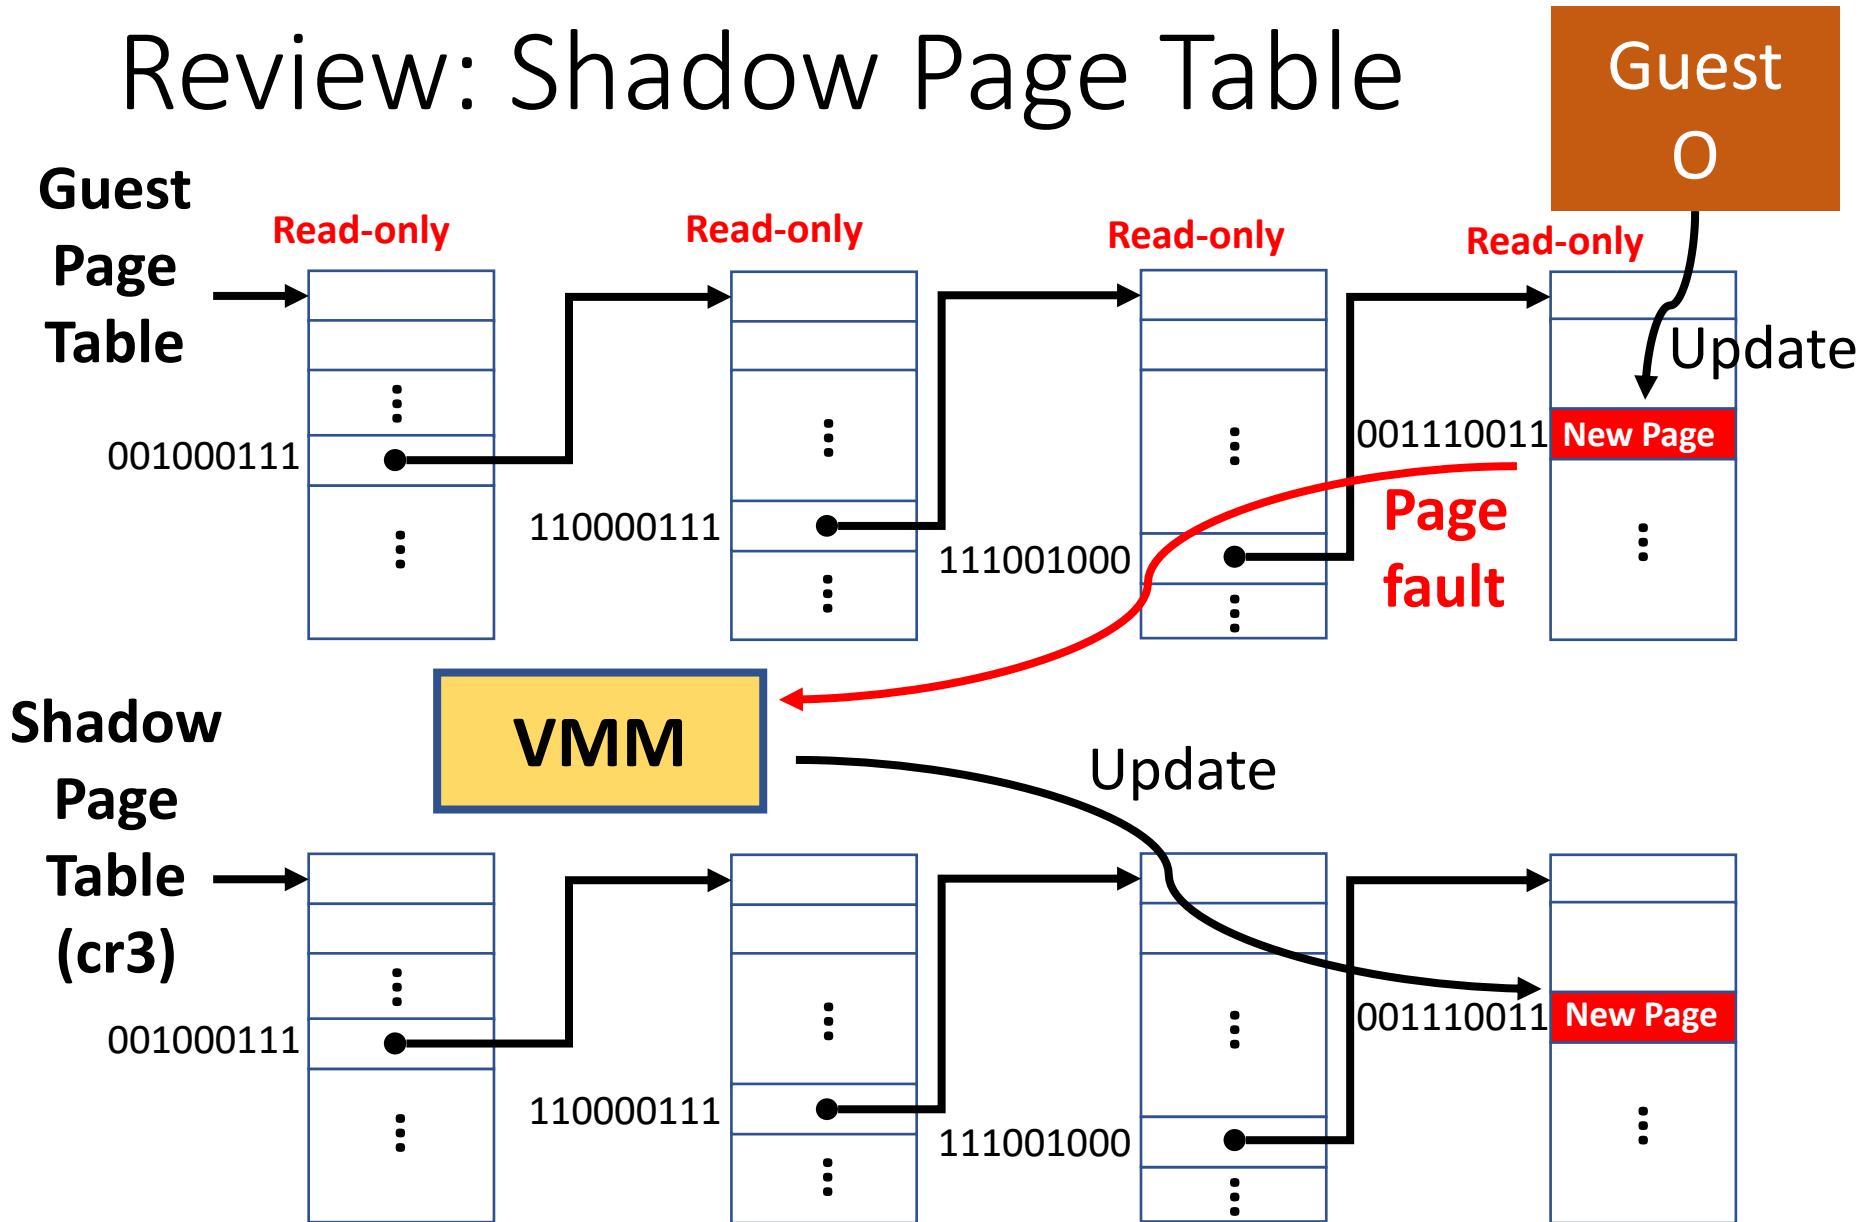 Review: Shadow Page Table
Guest
O
Guest
Page
Table
Read-only
Read-only
Read-only
Read-only
Update
001000111
110000111
111001000
001110011
New Page
Page
fault
VMM
Update
Shadow
Page
Table
(cr3)
001000111
110000111
111001000
001110011
New Page